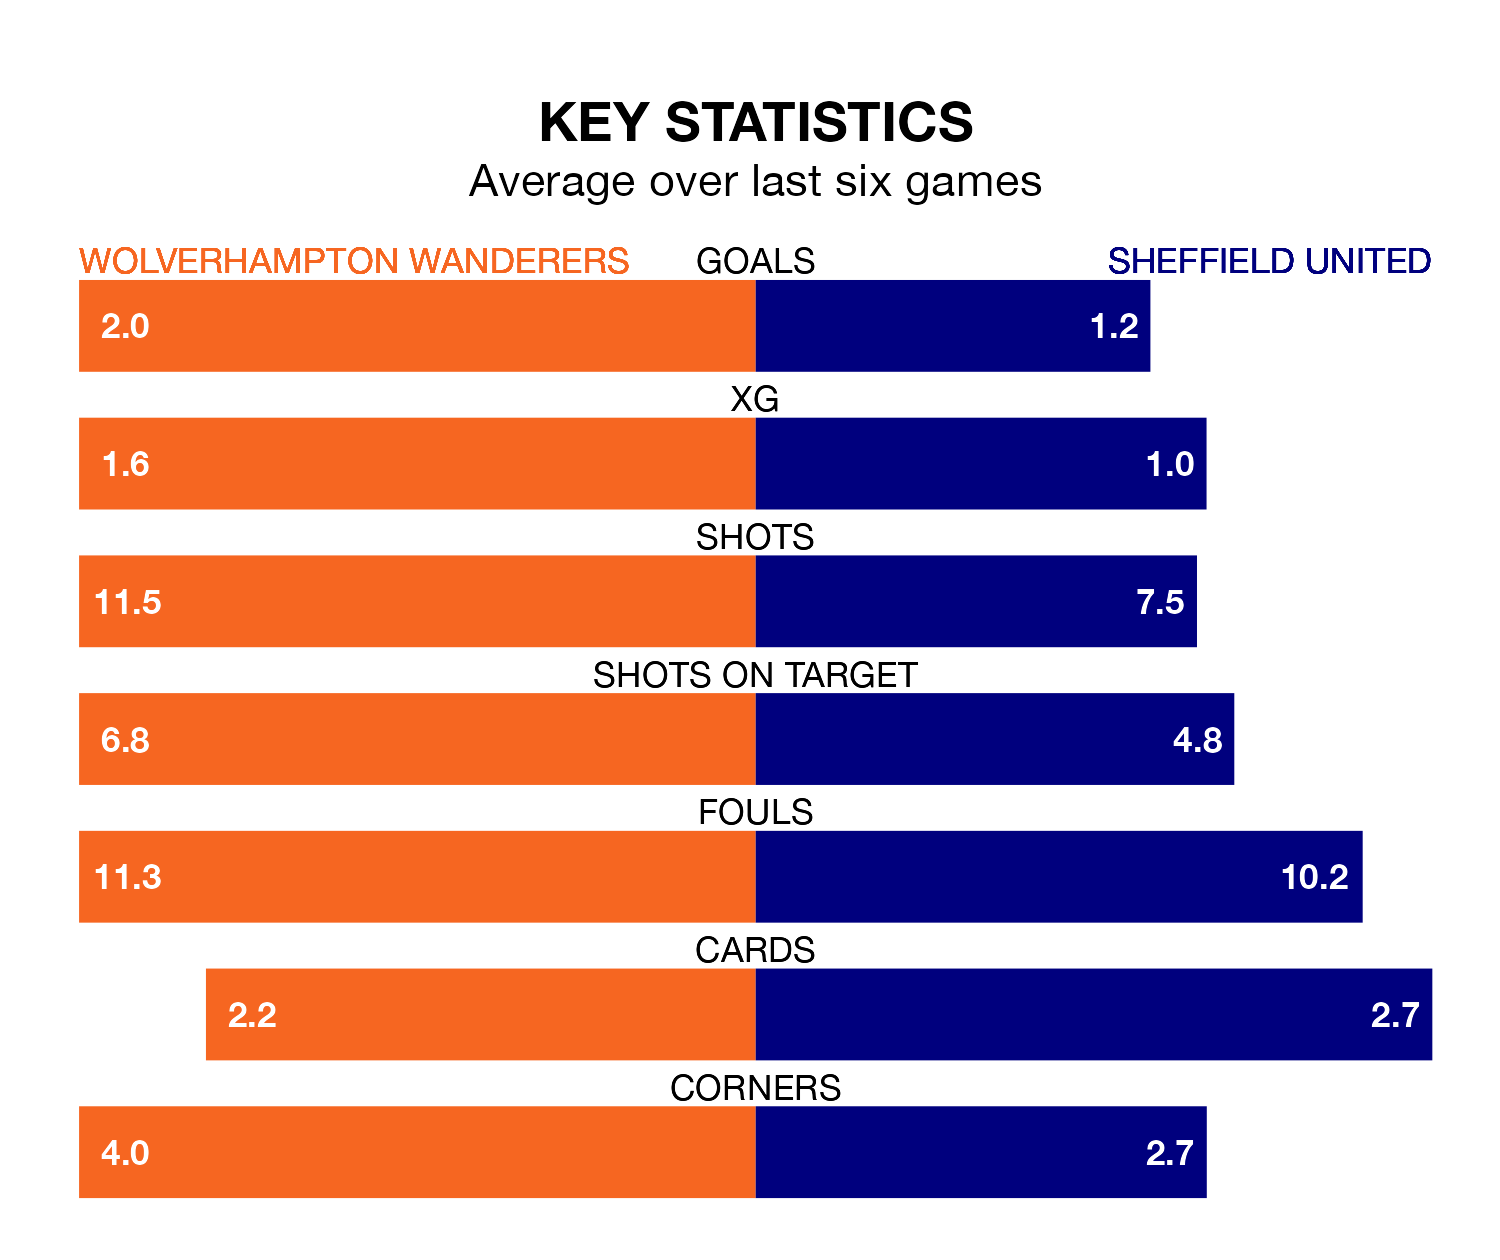 KEY STATISTICS
Average over last six games
WOLVERHAMPTON WANDERERS GOALS SHEFFIELD UNITED
2.0 1.2
XG
1.6 1.0
SHOTS
11.5 7.5
SHOTS ON TARGET
6.8 4.8
FOULS
11.3 10.2
CARDS
2.2 2.7
CORNERS
4.0 2.7